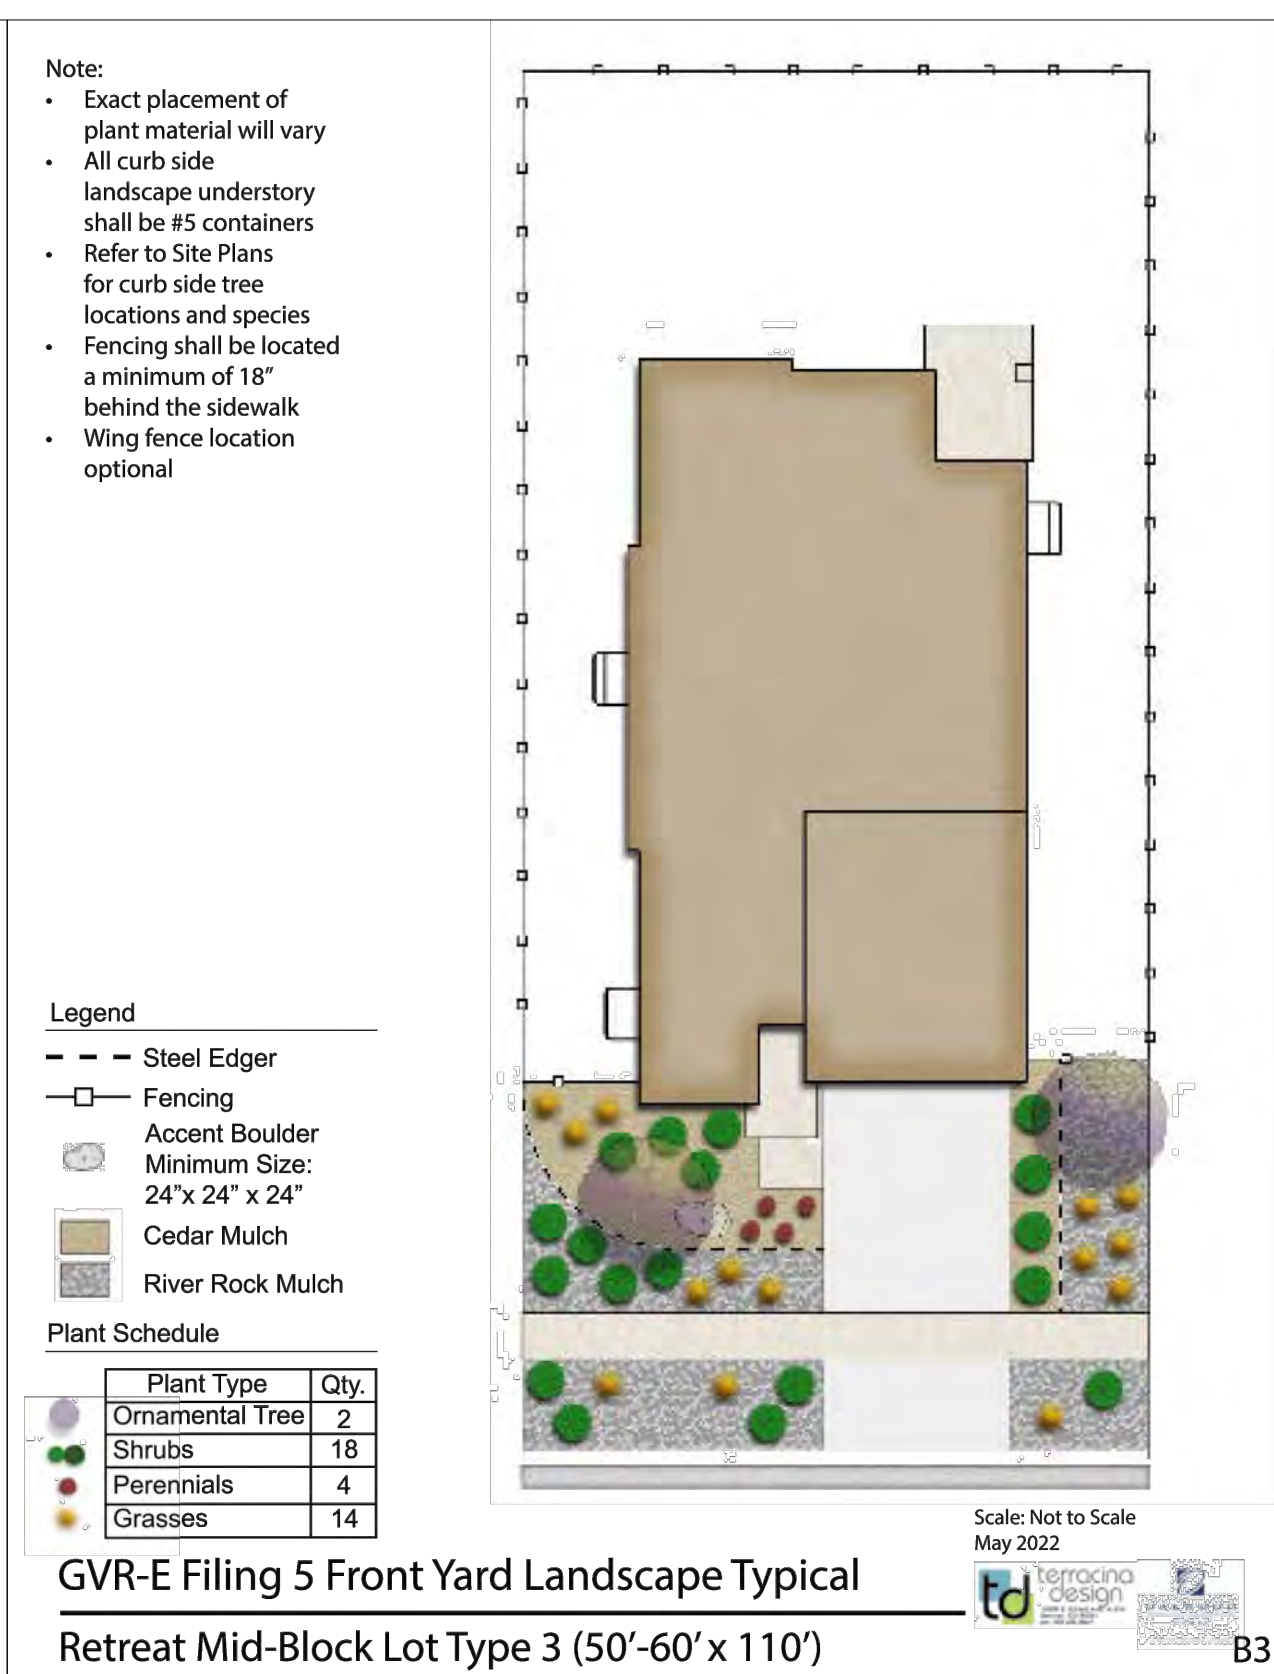 Note:
• Exact placement of
plant material will vary
• All curb side
landscape understory
shall be #5 containers
• Refer to Site Plans
for curb side tree
locations and species
• Fencing shall be located
a minimum of 18”
behind the sidewalk
• Wing fence location
optional
Legend
Steel Edger
Fencing
Accent Boulder
Minimum Size:
24”x 24” x 24”
Cedar Mulch
River Rock Mulch
Plant Schedule
Plant Type Qty.
Ornamental Tree 2
Shrubs 18
Perennials 4
Grasses 14
Scale: Not to Scale
May 2022
td terracina
design
GVR-E Filing 5 Front Yard Landscape Typical
Retreat Mid-Block Lot Type 3 (50’-60’ x 110’)
B3